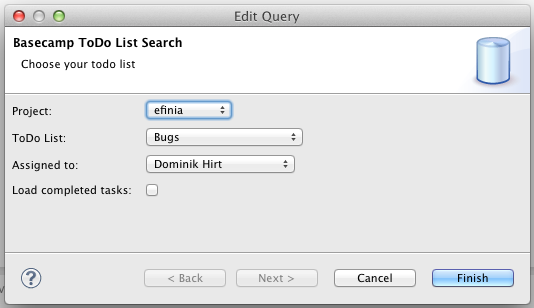 Edit Query
Basecamp ToDo List Search
Choose your todo list
Project: efinia
ToDo List: Bugs
Assigned to: Dominik Hirt
Load completed tasks:
? < Back Next > Cancel Finish